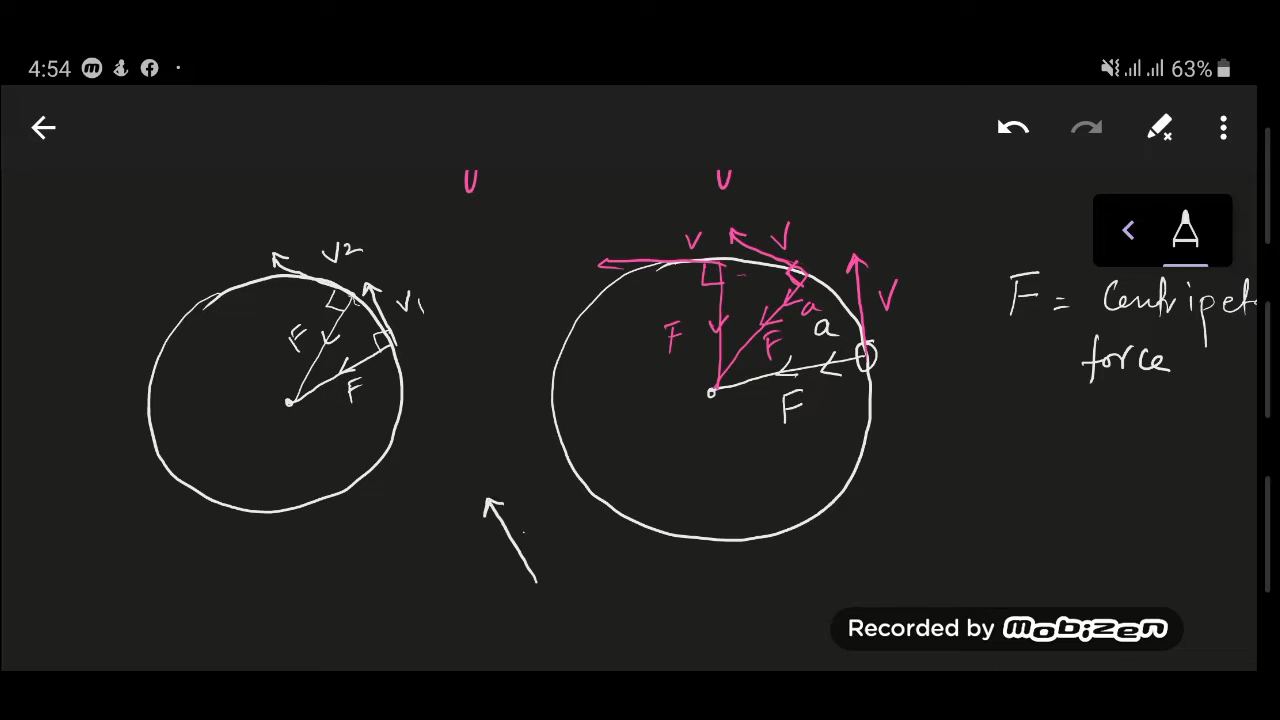 4:54
63%
U
U
V2
V1
F
F
V
V
V
a
a
F
F
F
F = Centripet
force
Recorded by mobizen